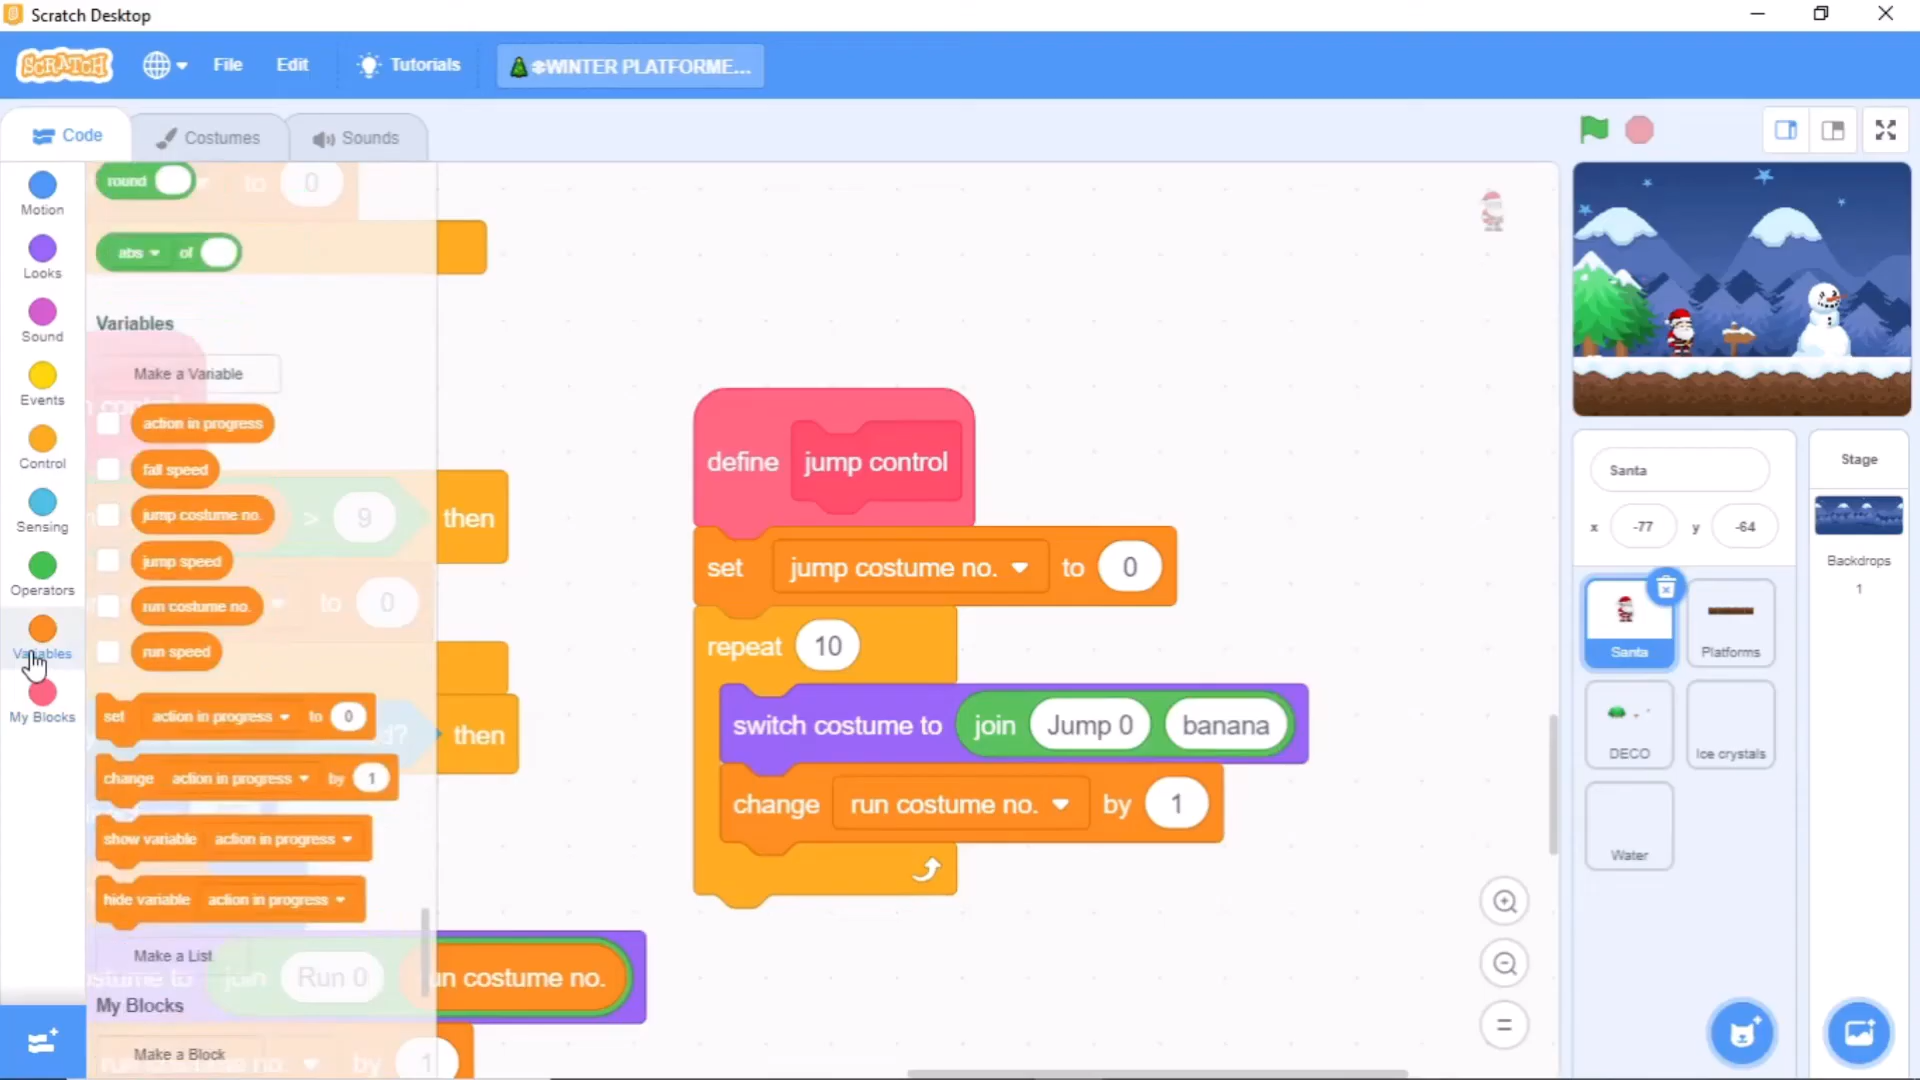 Scratch Desktop
SCRATCH
File
Edit
Tutorials
WINTER PLATFORME...
Code
Costumes
Sounds
Motion
Looks
Sound
Events
Control
Sensing
Operators
Variables
My Blocks
round
to 0
abs of
Variables
Make a Variable
action in progress
fall speed
jump costume no.
jump speed
run costume no.
run speed
> 9 then
to 0
then
set action in progress to 0
change action in progress by 1
show variable action in progress
hide variable action in progress
Make a List
join Run 0 run costume no.
My Blocks
Make a Block
by 1
define jump control
set jump costume no. to 0
repeat 10
switch costume to join Jump 0 banana
change run costume no. by 1
Santa
x -77 y -64
Santa
Platforms
DECO
Ice crystals
Water
Stage
Backdrops
1